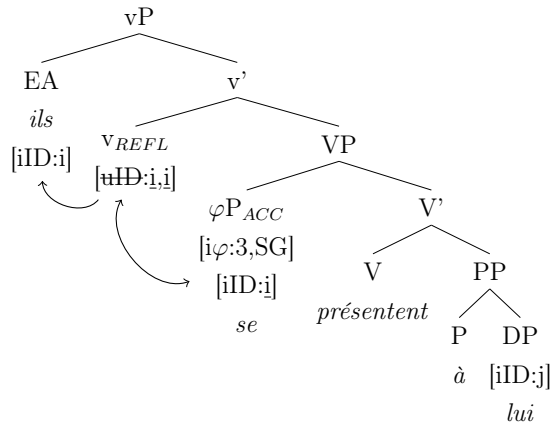 vP
EA
v'
ils
[iID:i]
v_REFL
[uID:i,i]
VP
φP_ACC
[iφ:3,SG]
[iID:i]
se
V'
V
présentent
PP
P
à
DP
[iID:j]
lui